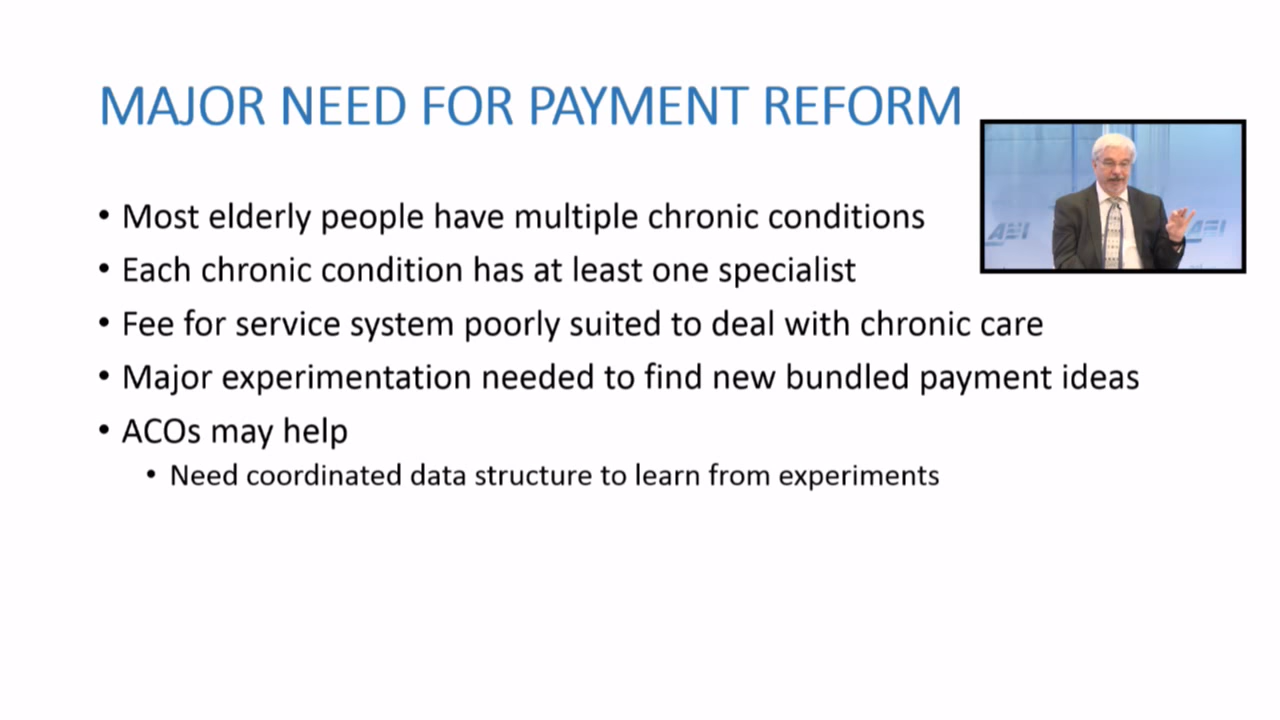 MAJOR NEED FOR PAYMENT REFORM
• Most elderly people have multiple chronic conditions
• Each chronic condition has at least one specialist
• Fee for service system poorly suited to deal with chronic care
• Major experimentation needed to find new bundled payment ideas
• ACOs may help
• Need coordinated data structure to learn from experiments
AEI
AEI